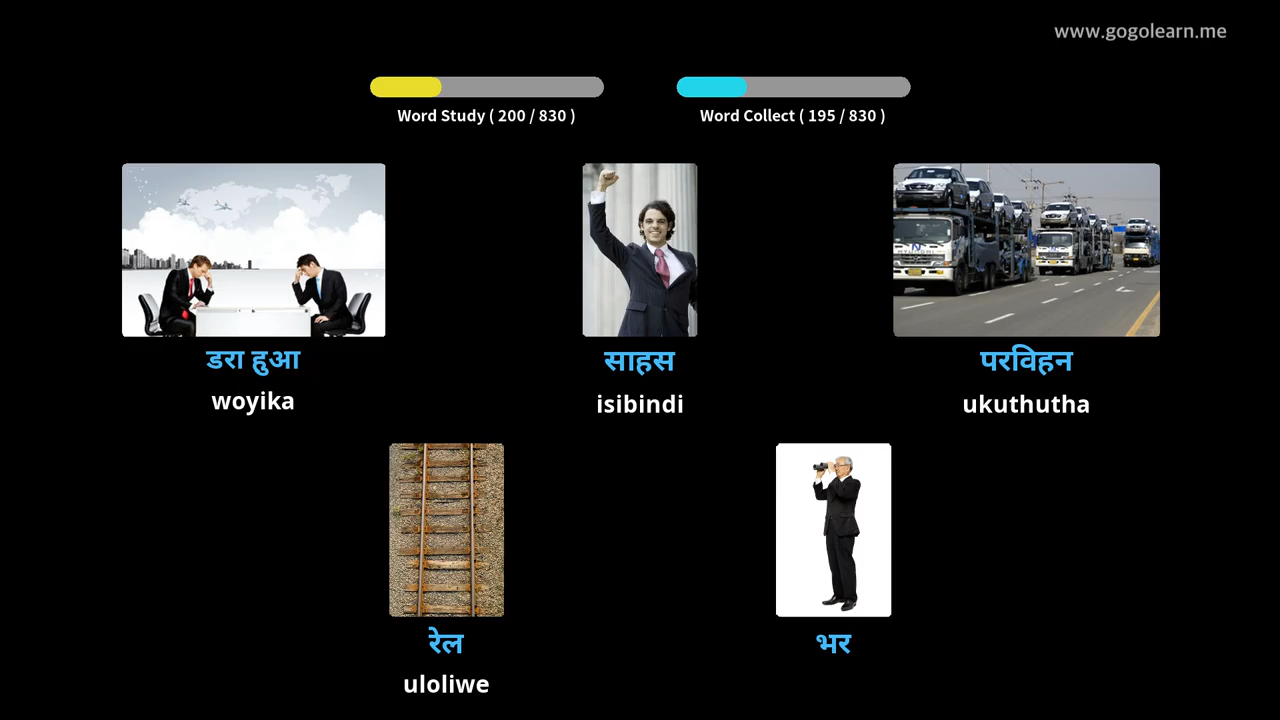 www.gogolearn.me
Word Study ( 200 / 830 )
Word Collect ( 195 / 830 )
डरा हुआ
woyika
साहस
isibindi
परविहन
ukuthutha
रेल
uloliwe
भर